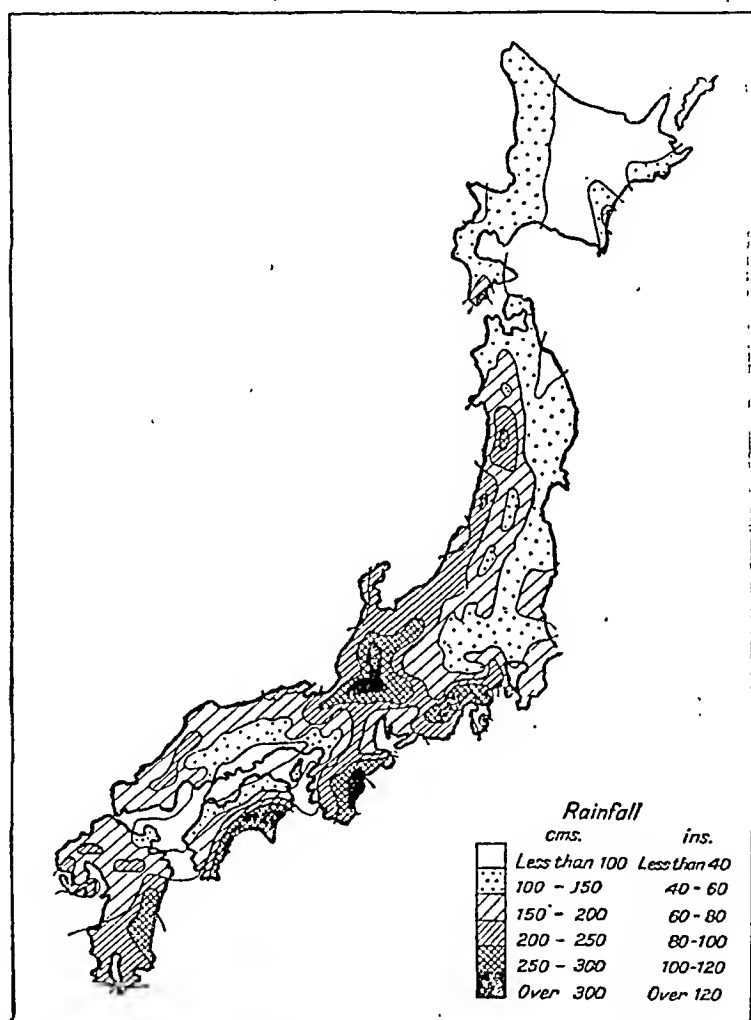 Rainfall
cms. ins.
Less than 100 Less than 40
100 - 150 40 - 60
150 - 200 60 - 80
200 - 250 80-100
250 - 300 100-120
Over 300 Over 120